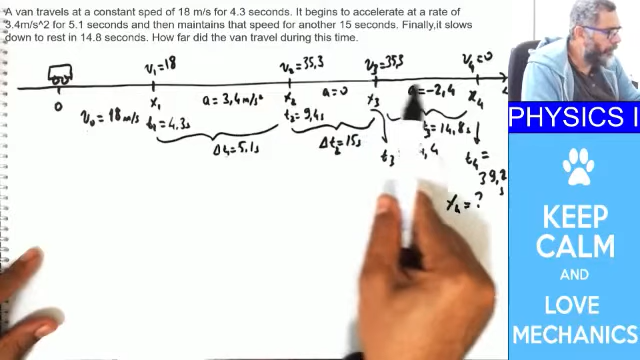 A van travels at a constant sped of 18 m/s for 4.3 seconds. It begins to accelerate at a rate of
3.4m/s^2 for 5.1 seconds and then maintains that speed for another 15 seconds. Finally,it slows
down to rest in 14.8 seconds. How far did the van travel during this time.
v₁=18 v₂=35,3 v₃=35,3 v₄=0
0 x₁ a=3,4m/s² x₂ a=0 x₃ a=-2,4 x₄
v₀=18m/s t₁=4.3s t₂=9,4s t₃=14,8s
Δt₁=5.1s Δt₂=15s t₃ ,4 t₄=
39,2
s
x₄=?
PHYSICS I
KEEP
CALM
AND
LOVE
MECHANICS